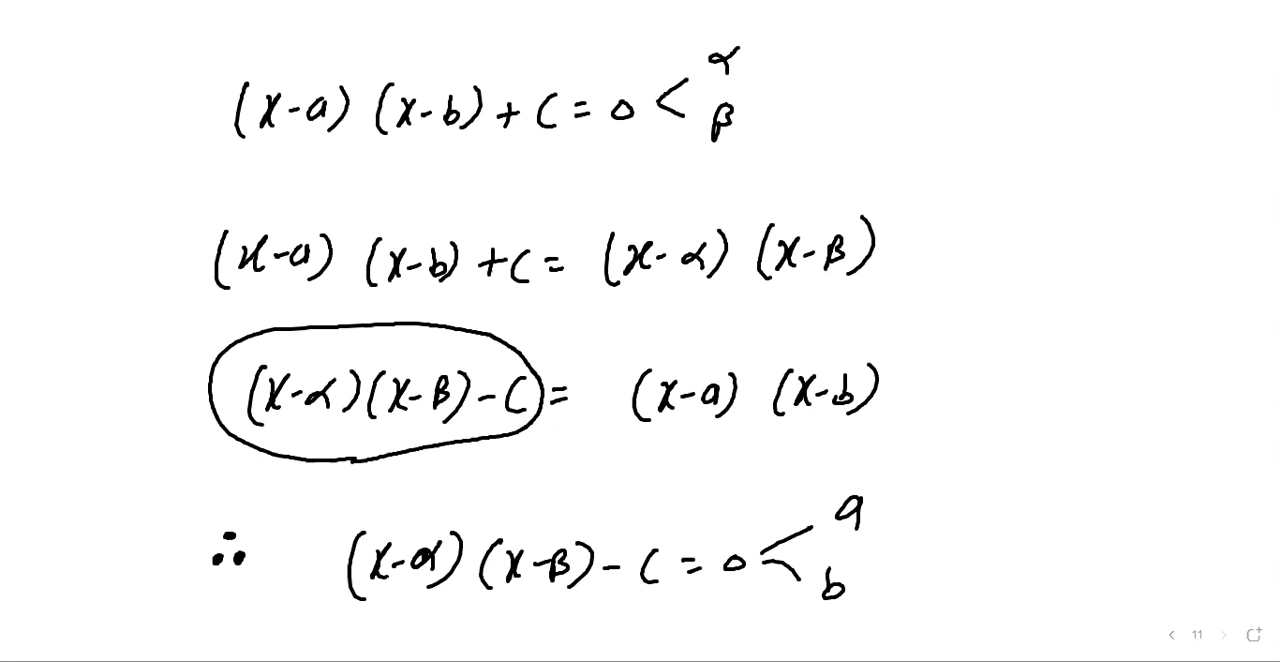 (x-a) (x-b) + c = 0 < α β
(x-a) (x-b) + c = (x-α) (x-β)
(x-α)(x-β) - c = (x-a) (x-b)
∴ (x-α) (x-β) - c = 0 < a b
< 11 >